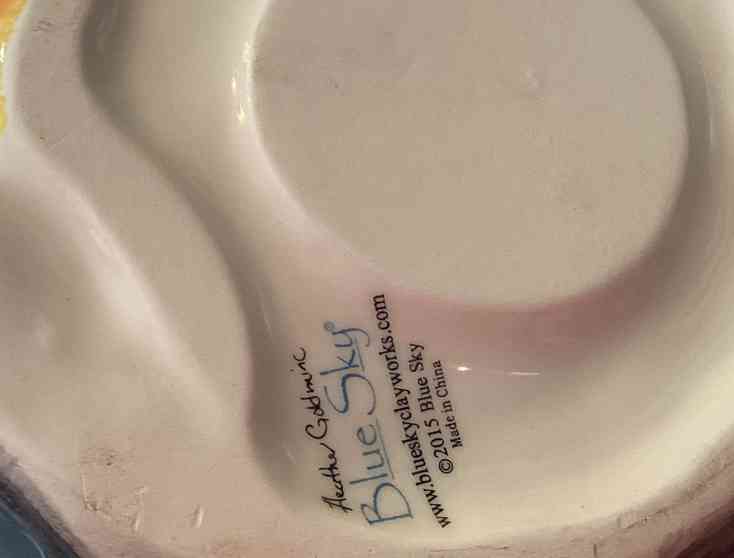 Heather Goldminc
Blue Sky®
www.blueskyclayworks.com
©2015 Blue Sky
Made in China